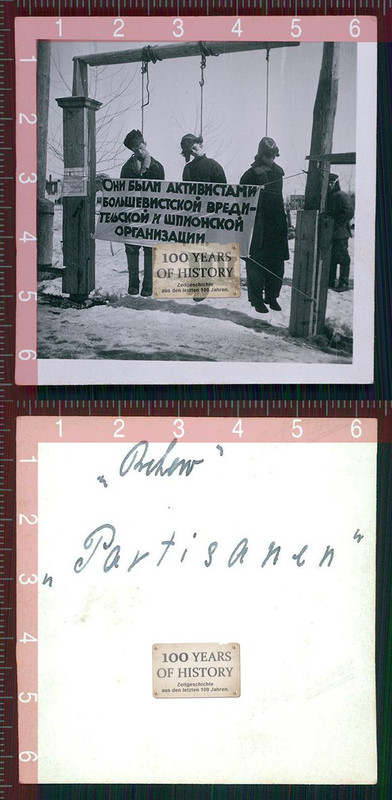 1 2 3 4 5 6
1
2
3
4
5
6
ОНИ БЫЛИ АКТИВИСТАМИ
БОЛЬШЕВИСТСКОЙ ВРЕДИ-
ТЕЛЬСКОЙ И ШПИОНСКОЙ
ОРГАНИЗАЦИИ
100 YEARS
OF HISTORY
Zeitgeschichte
aus den letzten 100 Jahren.
1 2 3 4 5 6
1
2
3
4
5
6
"Partisanen"
100 YEARS
OF HISTORY
Zeitgeschichte
aus den letzten 100 Jahren.